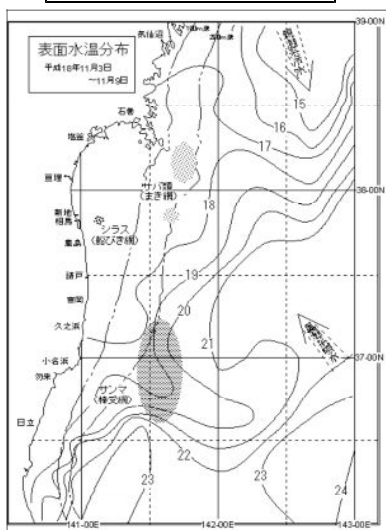 表面水温分布
平成18年11月3日
～11月9日
気仙沼
39-00N
石巻
塩釜
亘理
新地
相馬
鹿島
請戸
富岡
久之浜
小名浜
勿来
日立
サバ類
(まき網)
シラス
(船びき網)
サンマ
(棒受網)
15
16
17
18
19
20
21
22
23
23
24
38-00N
37-00N
141-00E
142-00E
143-00E